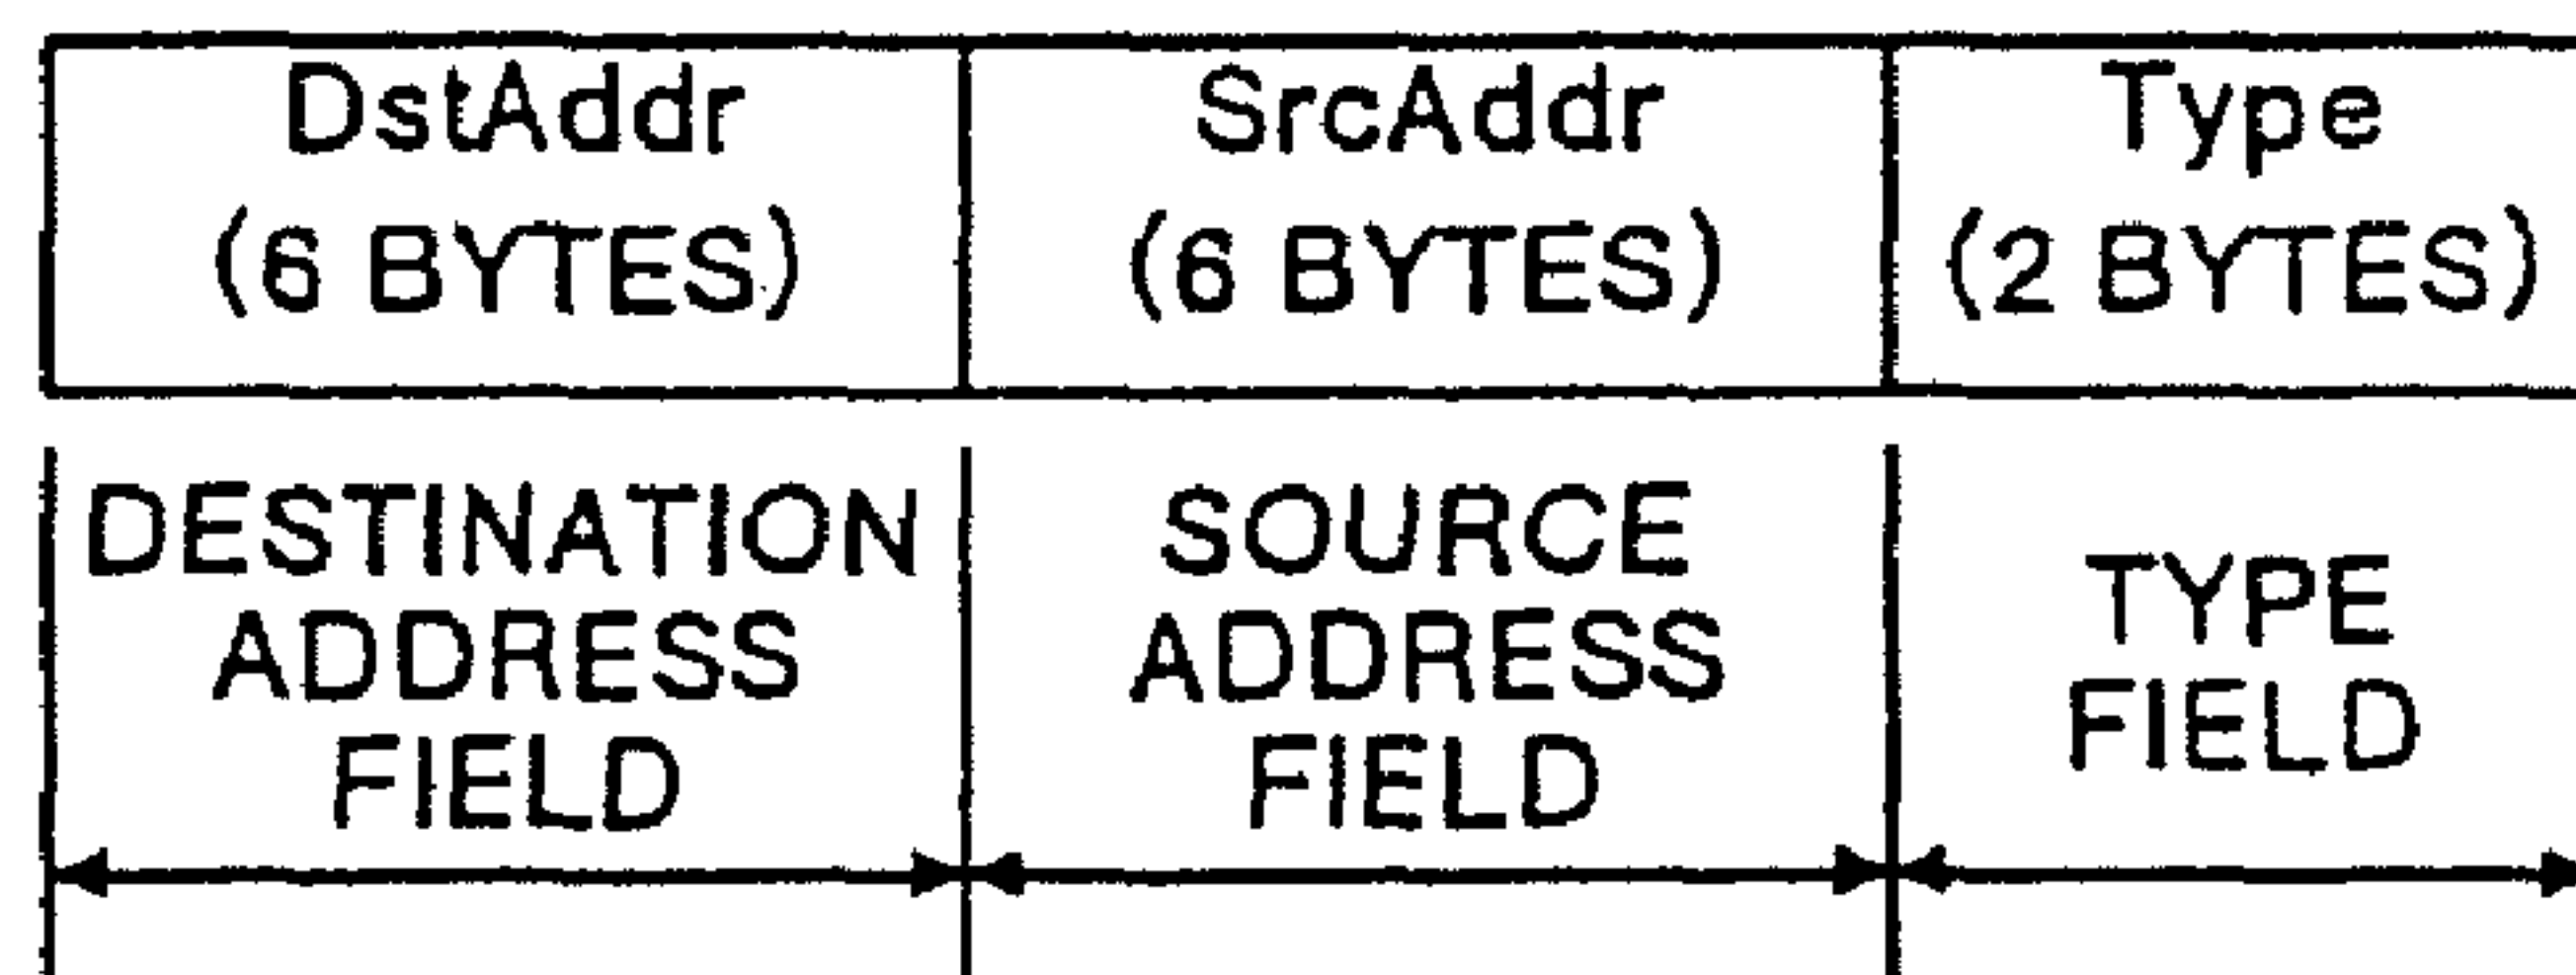 DstAddr
(6 BYTES)
SrcAddr
(6 BYTES)
Type
(2 BYTES)
DESTINATION
ADDRESS
FIELD
SOURCE
ADDRESS
FIELD
TYPE
FIELD